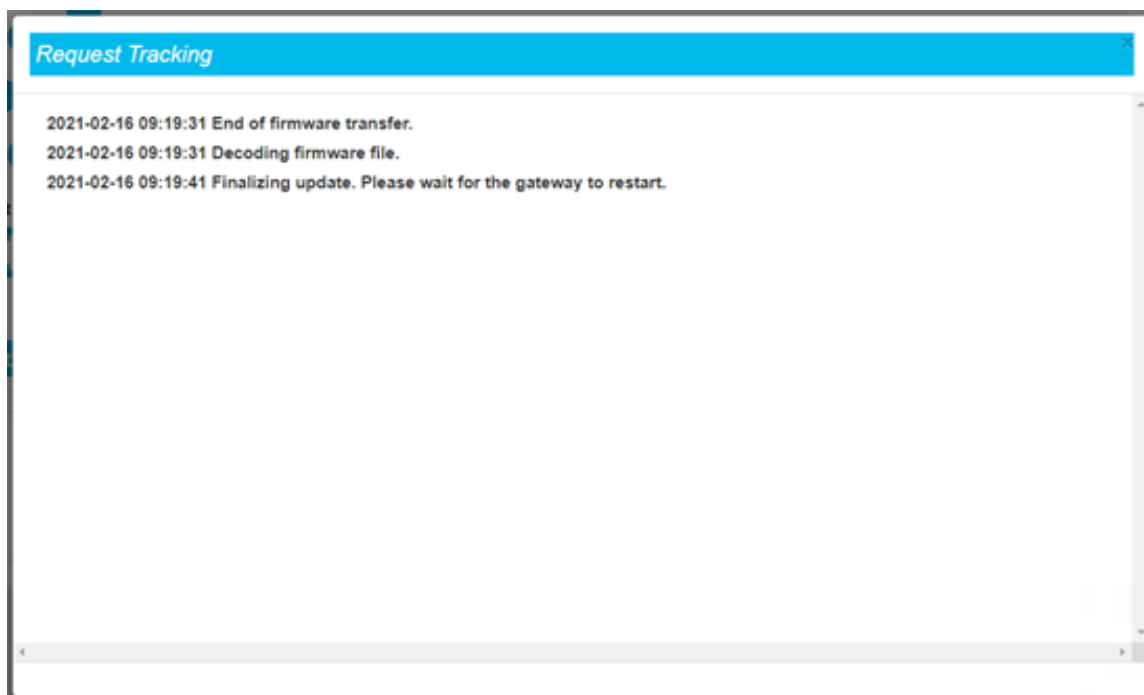 Request Tracking
2021-02-16 09:19:31 End of firmware transfer.
2021-02-16 09:19:31 Decoding firmware file.
2021-02-16 09:19:41 Finalizing update. Please wait for the gateway to restart.